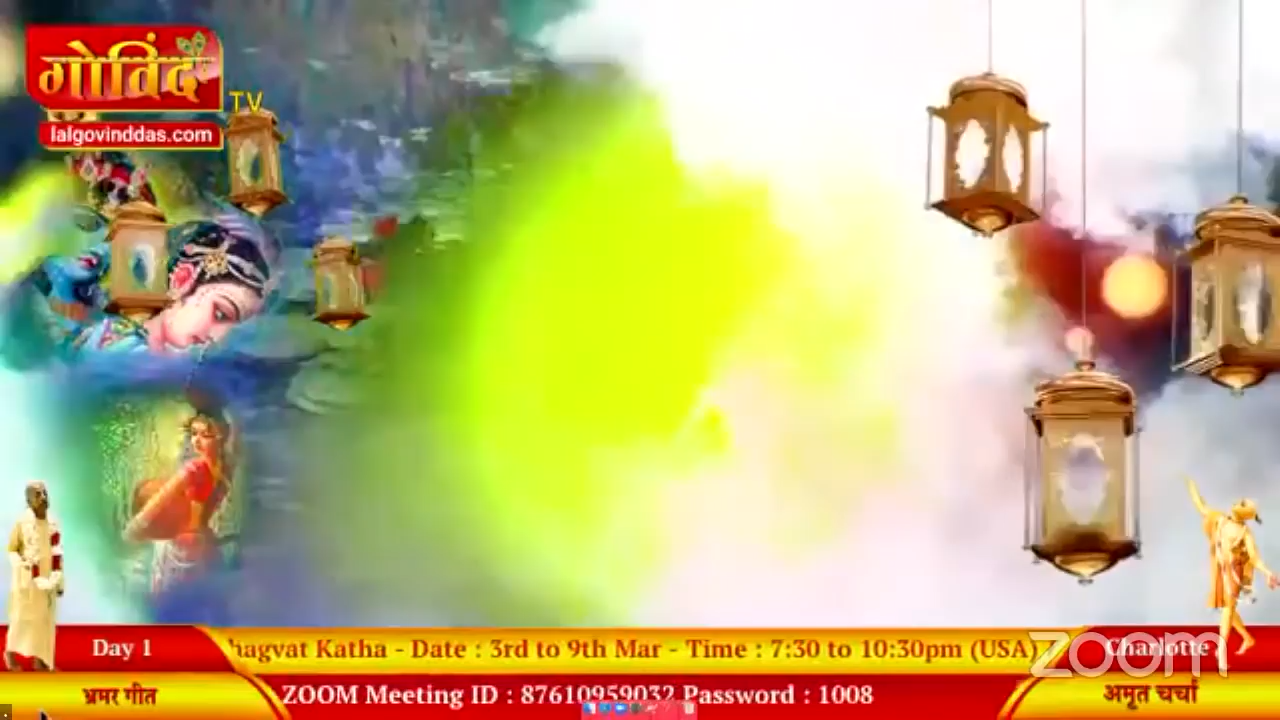 गोविंद
TV
lalgovinddas.com
Day 1
hagvat Katha - Date : 3rd to 9th Mar - Time : 7:30 to 10:30pm (USA)
Charlotte
zoom
भ्रमर गीत
ZOOM Meeting ID : 87610959032 Password : 1008
अमृत चर्चा